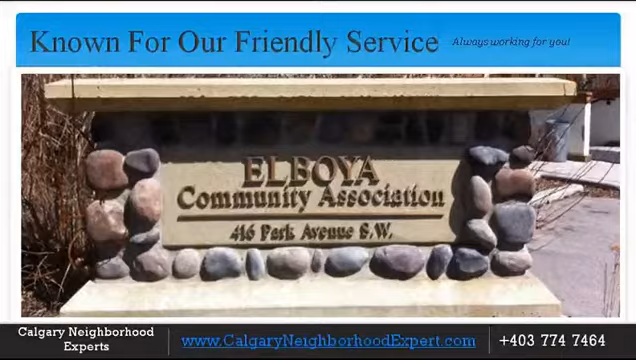 Known For Our Friendly Service
Always working for you!
ELBOYA
Community Association
416 Park Avenue S.W.
Calgary Neighborhood
Experts
www.CalgaryNeighborhoodExpert.com
+403 774 7464